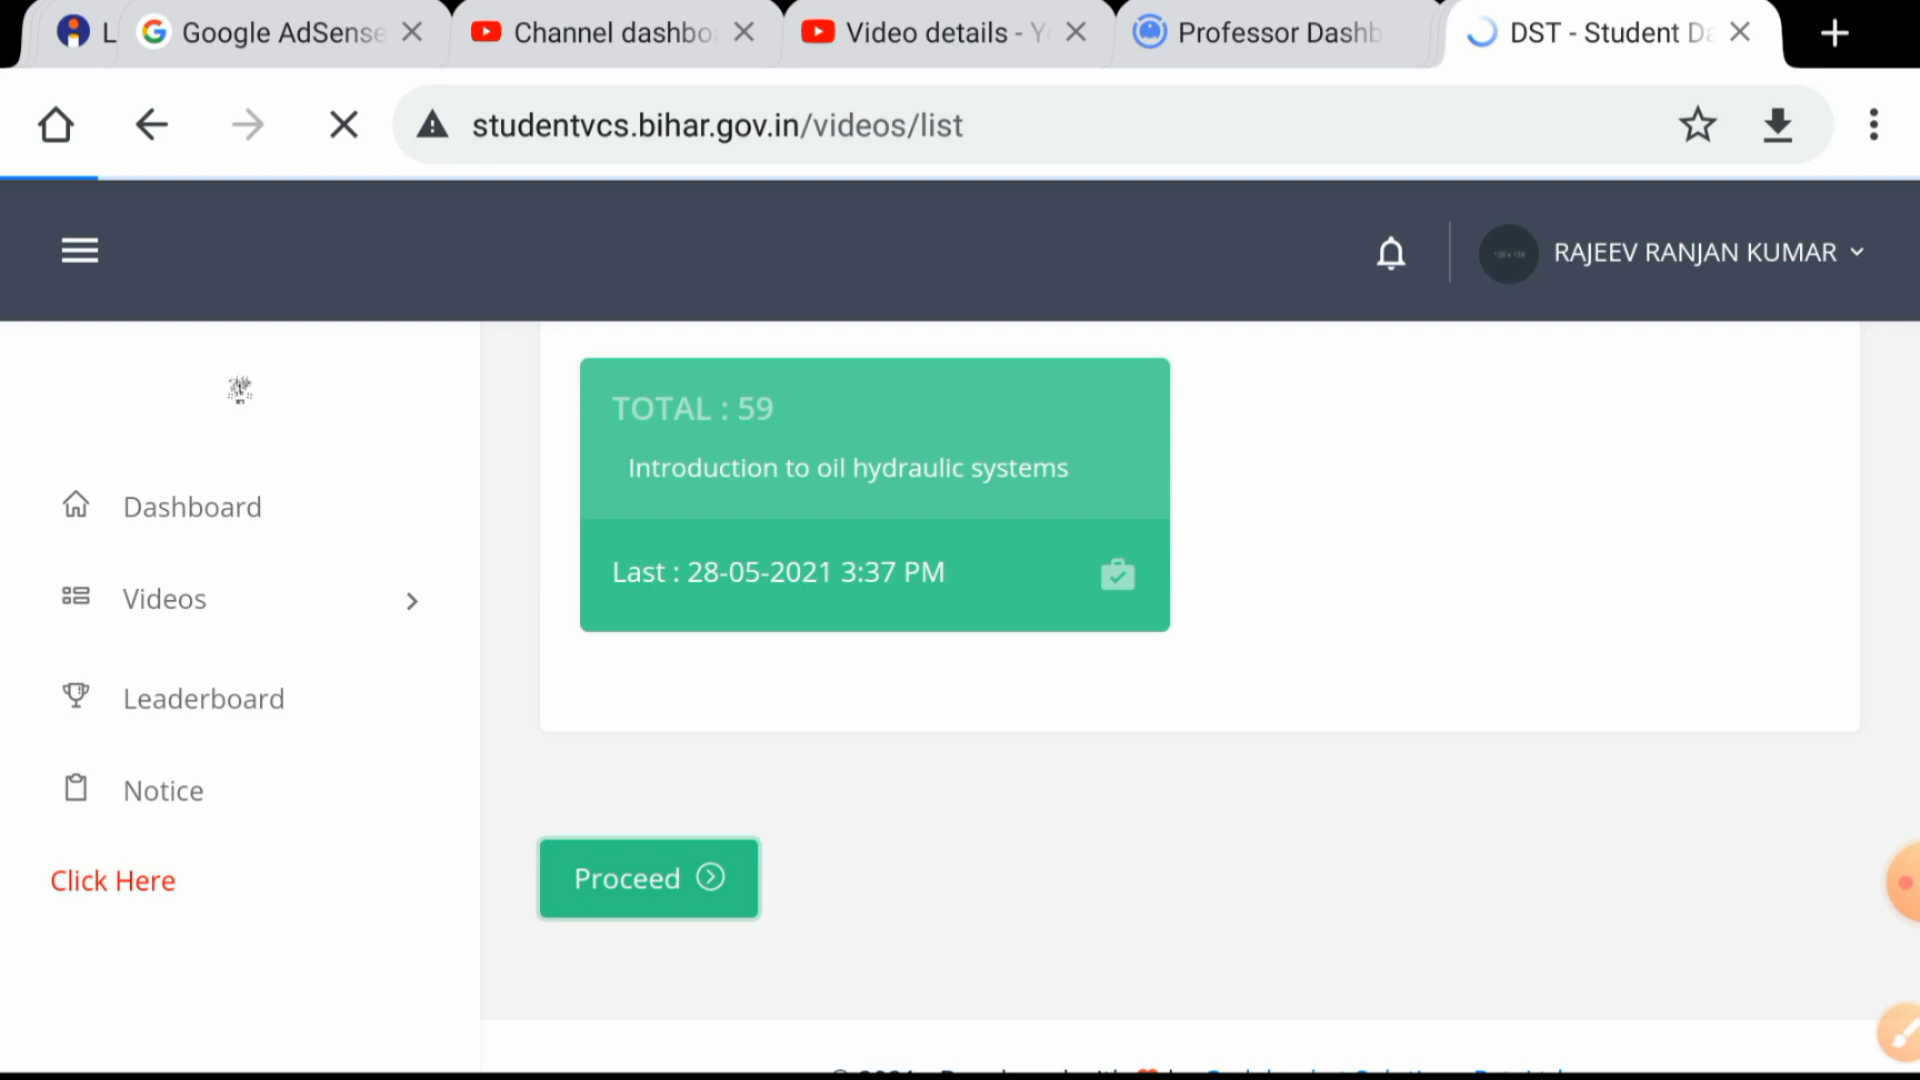 L
Google AdSense
Channel dashbo
Video details - Y
Professor Dashb
DST - Student Da
studentvcs.bihar.gov.in/videos/list
RAJEEV RANJAN KUMAR
TOTAL : 59
Introduction to oil hydraulic systems
Last : 28-05-2021 3:37 PM
Dashboard
Videos
Leaderboard
Notice
Click Here
Proceed